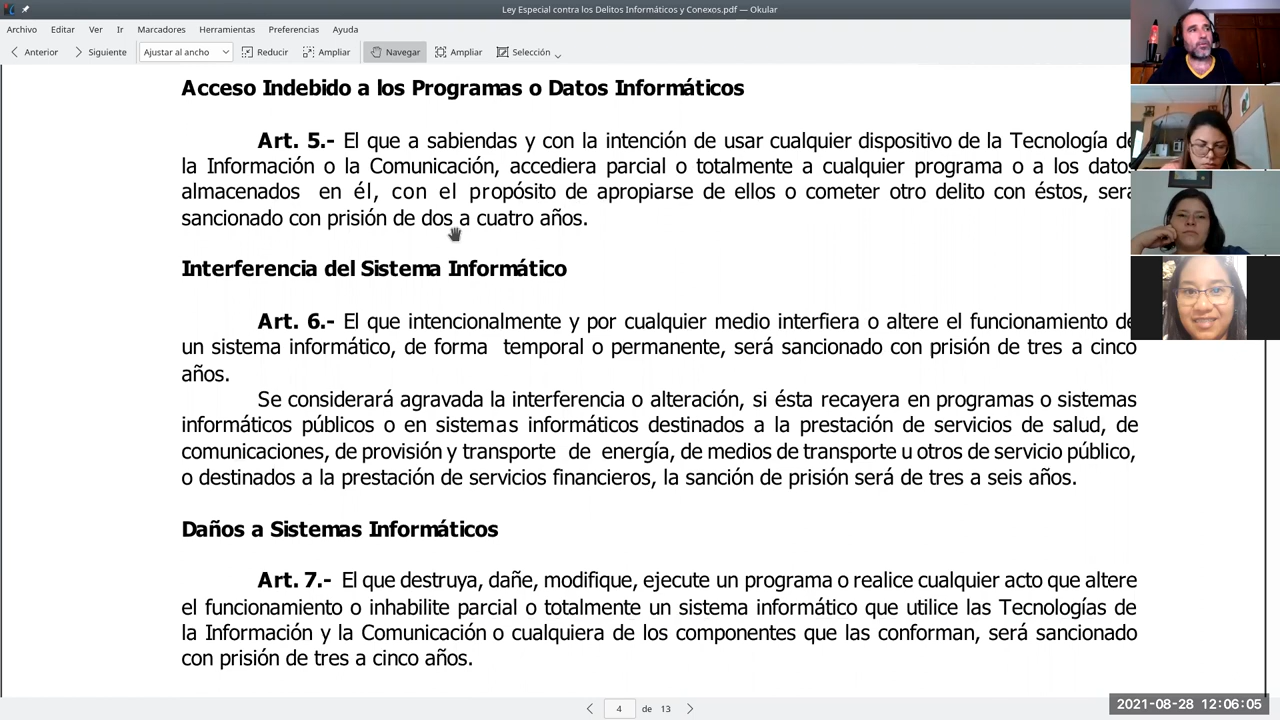 Ley Especial contra los Delitos Informáticos y Conexos.pdf — Okular
Archivo Editar Ver Ir Marcadores Herramientas Preferencias Ayuda
Anterior Siguiente Ajustar al ancho Reducir Ampliar Navegar Ampliar Selección
Acceso Indebido a los Programas o Datos Informáticos
Art. 5.- El que a sabiendas y con la intención de usar cualquier dispositivo de la Tecnología de
la Información o la Comunicación, accediera parcial o totalmente a cualquier programa o a los datos
almacenados en él, con el propósito de apropiarse de ellos o cometer otro delito con éstos, será
sancionado con prisión de dos a cuatro años.
Interferencia del Sistema Informático
Art. 6.- El que intencionalmente y por cualquier medio interfiera o altere el funcionamiento de
un sistema informático, de forma temporal o permanente, será sancionado con prisión de tres a cinco
años.
Se considerará agravada la interferencia o alteración, si ésta recayera en programas o sistemas
informáticos públicos o en sistemas informáticos destinados a la prestación de servicios de salud, de
comunicaciones, de provisión y transporte de energía, de medios de transporte u otros de servicio público,
o destinados a la prestación de servicios financieros, la sanción de prisión será de tres a seis años.
Daños a Sistemas Informáticos
Art. 7.- El que destruya, dañe, modifique, ejecute un programa o realice cualquier acto que altere
el funcionamiento o inhabilite parcial o totalmente un sistema informático que utilice las Tecnologías de
la Información y la Comunicación o cualquiera de los componentes que las conforman, será sancionado
con prisión de tres a cinco años.
4 de 13
2021-08-28 12:06:05